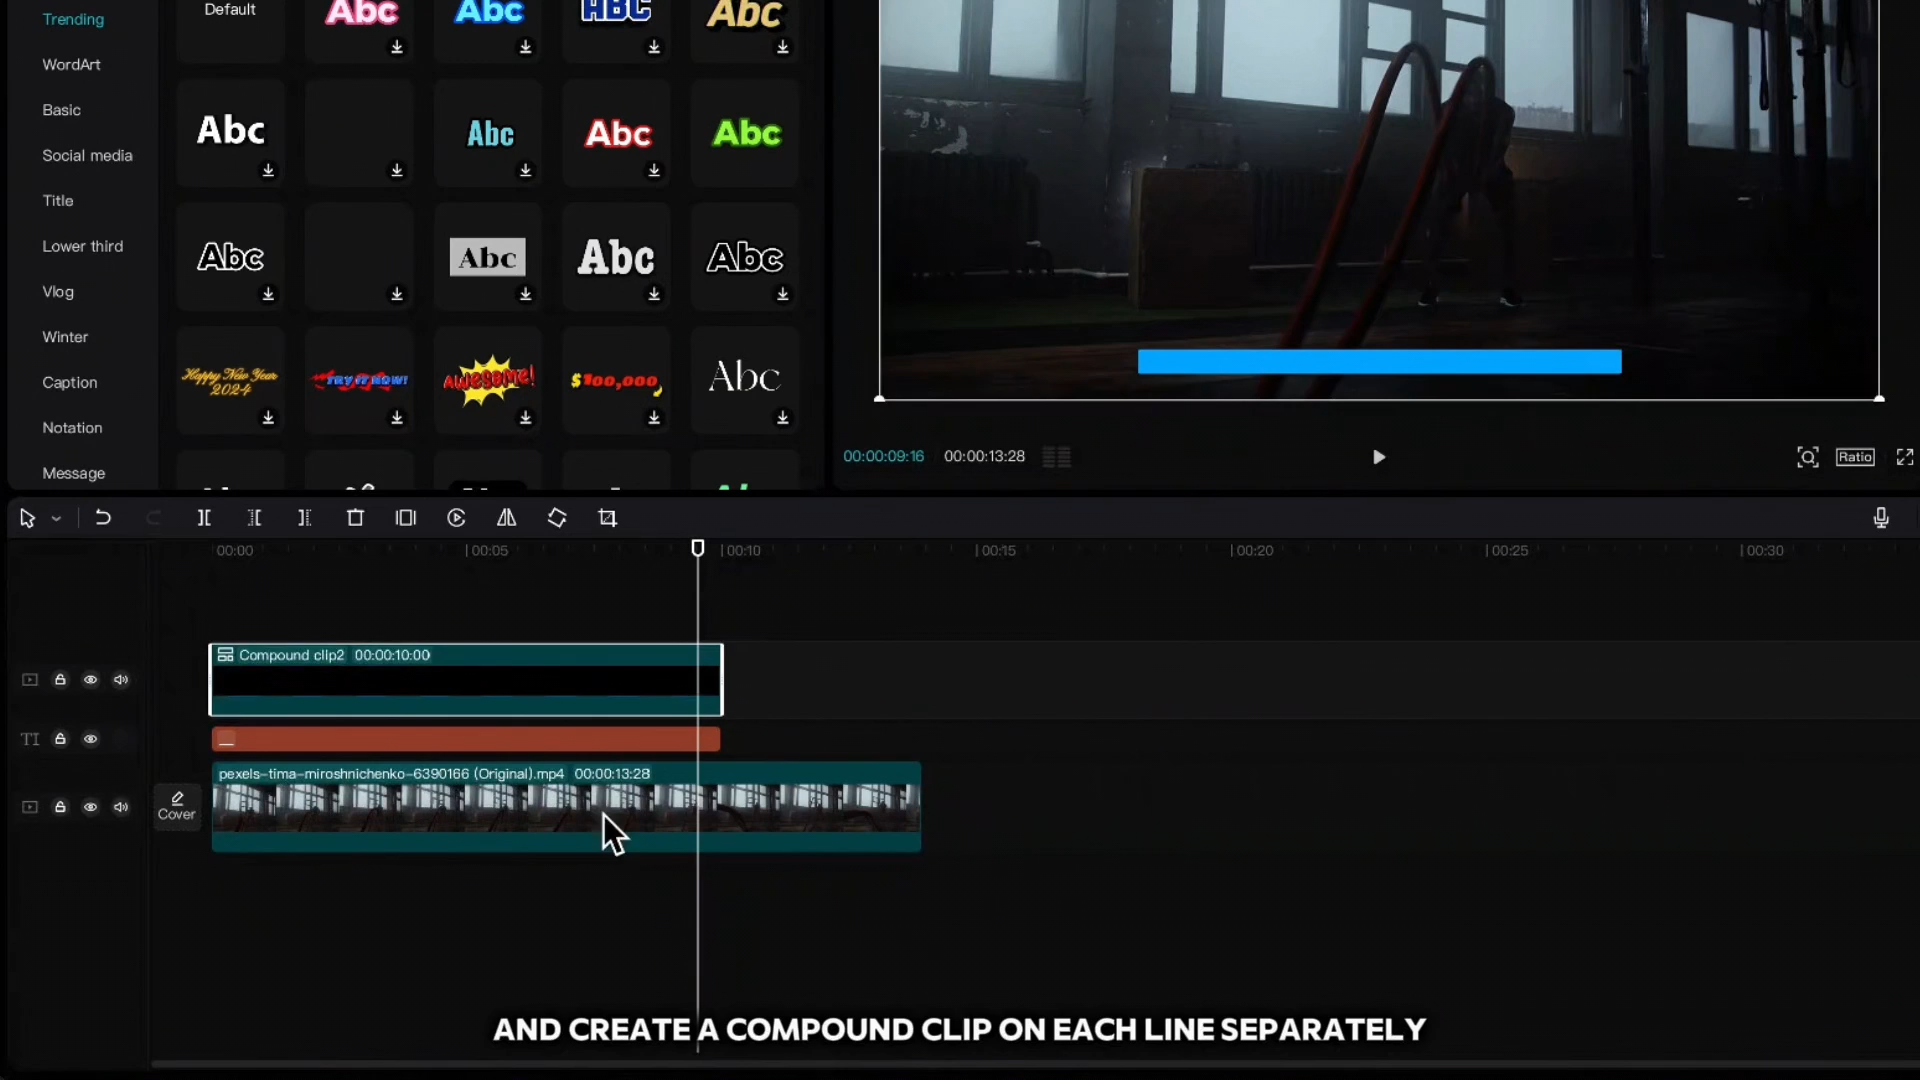 Trending
WordArt
Basic
Social media
Title
Lower third
Vlog
Winter
Caption
Notation
Message
Default
Abc
Abc
ABC
Abc
Abc
Abc
Abc
Abc
Abc
Abc
Abc
Abc
Happy New Year
2024
TRY IT NOW!
AWESOME!
$100,000
Abc
00:00:09:16 00:00:13:28
Ratio
00:00 00:05 00:10 00:15 00:20 00:25 00:30
Compound clip2 00:00:10:00
TI
pexels-tima-miroshnichenko-6390166 (Original).mp4 00:00:13:28
Cover
AND CREATE A COMPOUND CLIP ON EACH LINE SEPARATELY